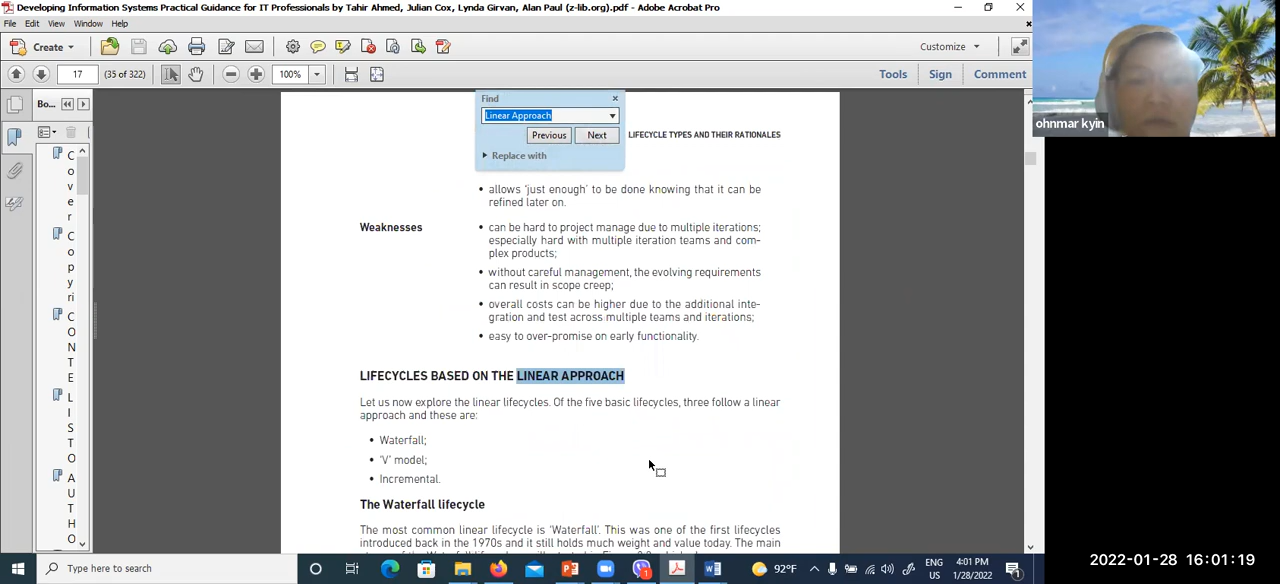 Developing Information Systems Practical Guidance for IT Professionals by Tahir Ahmed, Julian Cox, Lynda Girvan, Alan Paul (z-lib.org).pdf - Adobe Acrobat Pro
File Edit View Window Help
Create
Customize
17 (35 of 322)
100%
Tools Sign Comment
Bo...
Find
Linear Approach
Previous Next
Replace with
LIFECYCLE TYPES AND THEIR RATIONALES
C
o
v
e
r
C
o
p
y
ri
C
O
N
T
E
L
I
S
T
O
A
U
T
H
O
• allows 'just enough' to be done knowing that it can be
refined later on.
Weaknesses
• can be hard to project manage due to multiple iterations;
especially hard with multiple iteration teams and com-
plex products;
• without careful management, the evolving requirements
can result in scope creep;
• overall costs can be higher due to the additional inte-
gration and test across multiple teams and iterations;
• easy to over-promise on early functionality.
LIFECYCLES BASED ON THE LINEAR APPROACH
Let us now explore the linear lifecycles. Of the five basic lifecycles, three follow a linear
approach and these are:
• Waterfall;
• 'V' model;
• Incremental.
The Waterfall lifecycle
The most common linear lifecycle is 'Waterfall'. This was one of the first lifecycles
introduced back in the 1970s and it still holds much weight and value today. The main
ohnmar kyin
Type here to search
1
92°F
ENG
US
4:01 PM
1/28/2022
1
2022-01-28 16:01:19